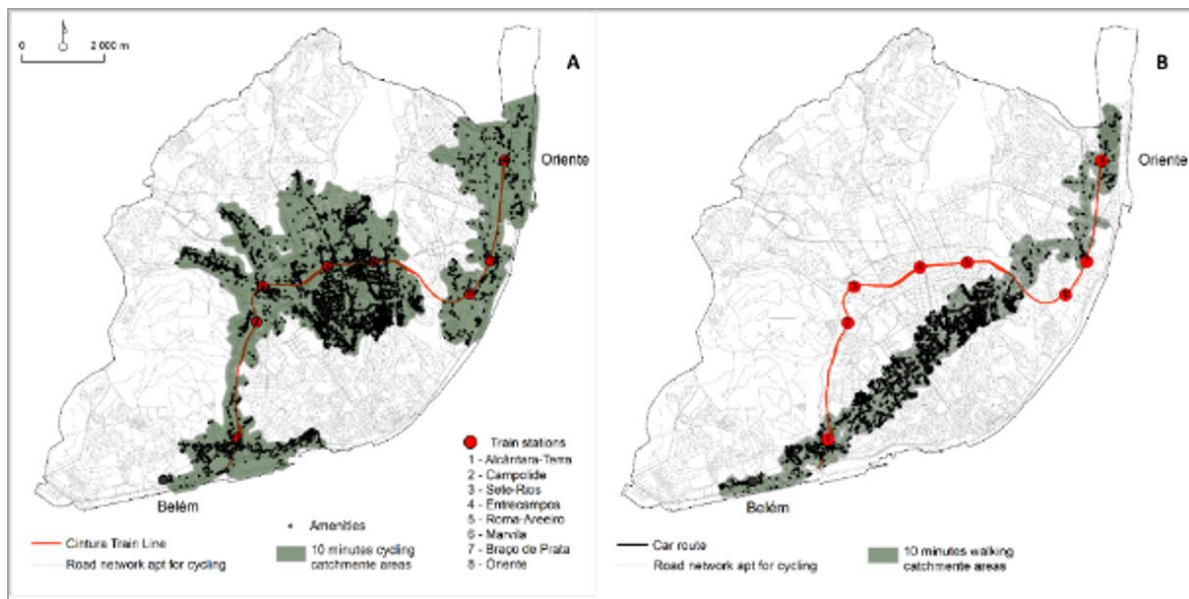 0 2 000 m
A
Oriente
Belém
Train stations
1 - Alcântara-Terra
2 - Campolide
3 - Sete-Rios
4 - Entrecampos
5 - Roma-Areeiro
6 - Marvila
7 - Braço de Prata
8 - Oriente
Amenities
Cintura Train Line
Road network apt for cycling
10 minutes cycling
catchmente areas
B
Oriente
Belém
Car route
Road network apt for cycling
10 minutes walking
catchmente areas